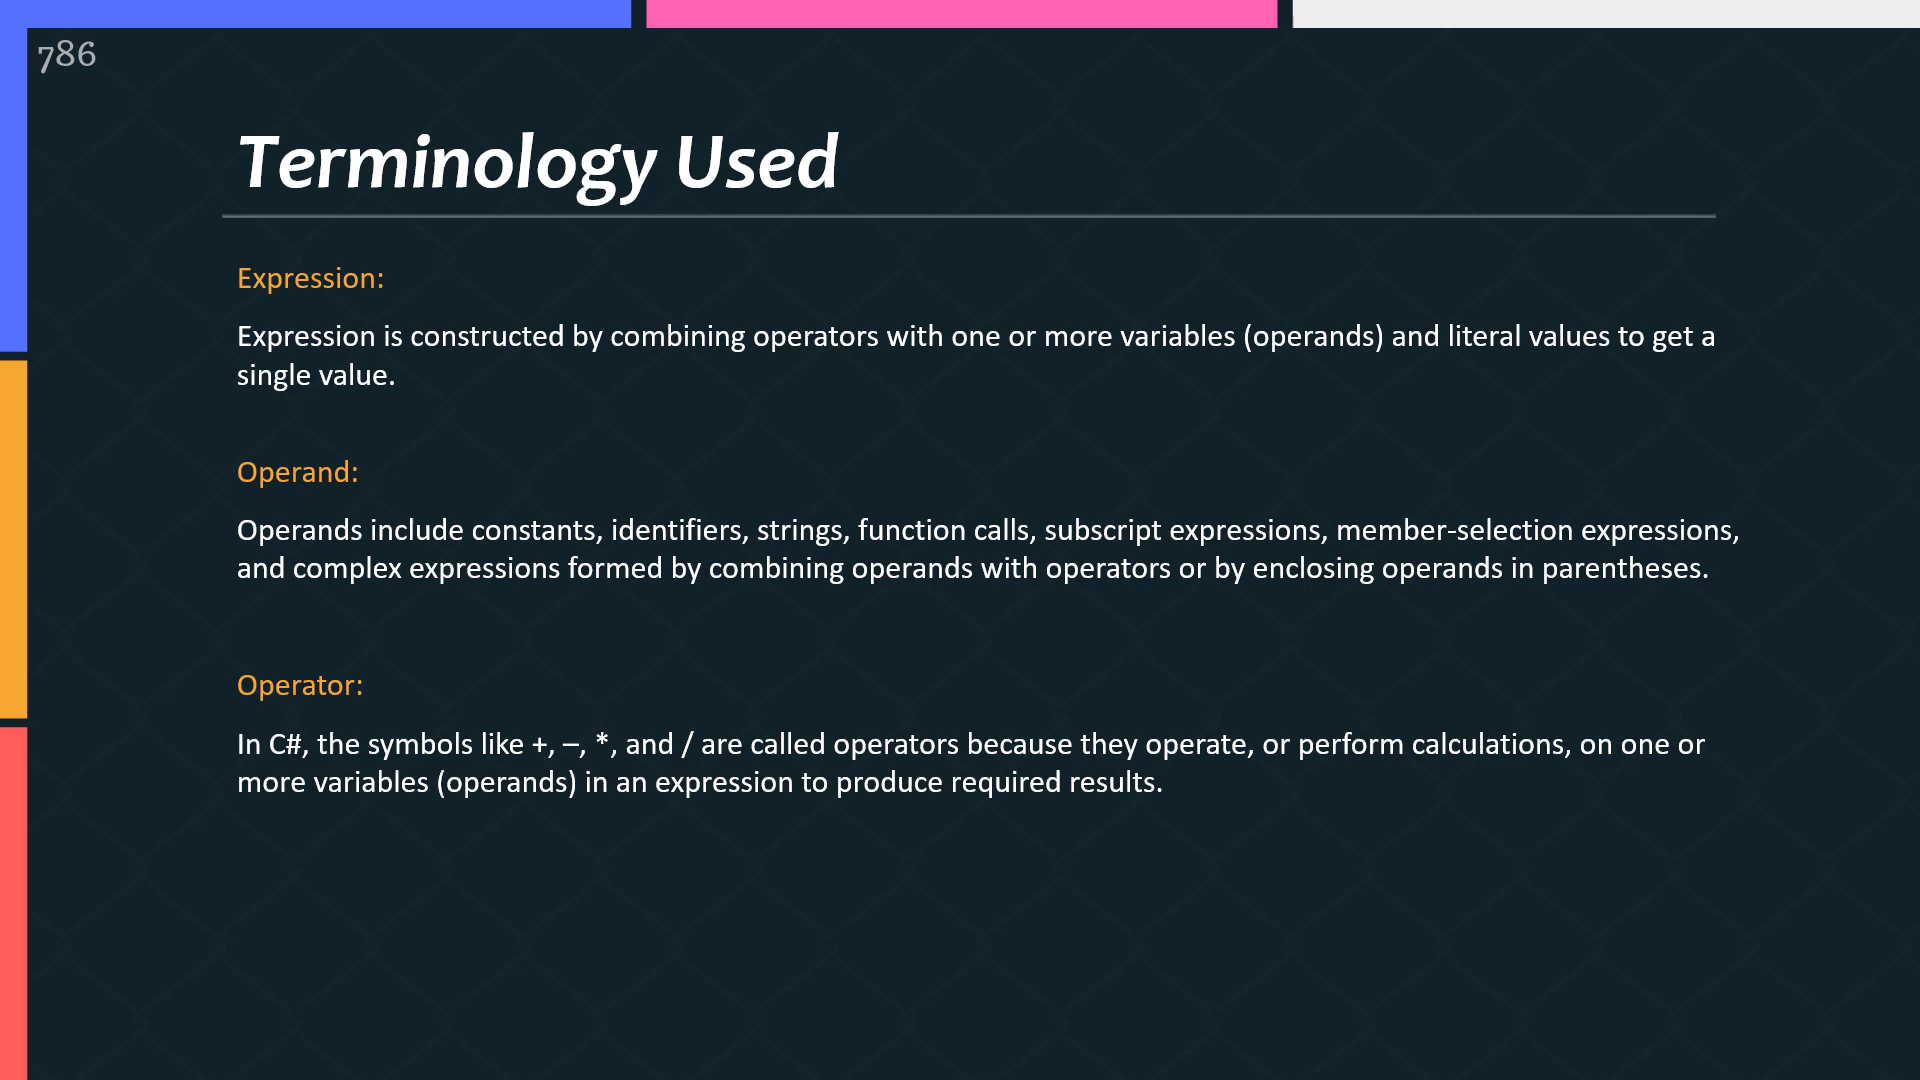 786
Terminology Used
Expression:
Expression is constructed by combining operators with one or more variables (operands) and literal values to get a
single value.
Operand:
Operands include constants, identifiers, strings, function calls, subscript expressions, member-selection expressions,
and complex expressions formed by combining operands with operators or by enclosing operands in parentheses.
Operator:
In C#, the symbols like +, –, *, and / are called operators because they operate, or perform calculations, on one or
more variables (operands) in an expression to produce required results.